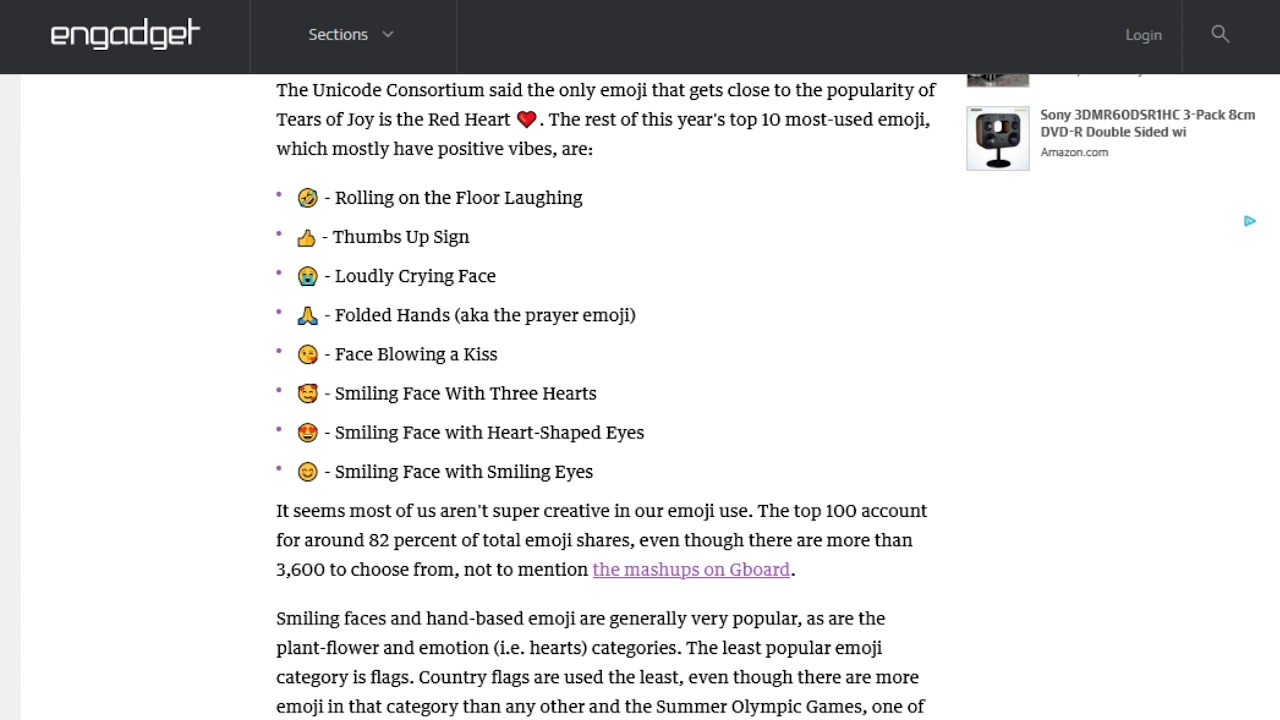 engadget
Sections
Login
The Unicode Consortium said the only emoji that gets close to the popularity of
Tears of Joy is the Red Heart ❤️. The rest of this year's top 10 most-used emoji,
which mostly have positive vibes, are:
• 🤣 - Rolling on the Floor Laughing
• 👍 - Thumbs Up Sign
• 😭 - Loudly Crying Face
• 🙏 - Folded Hands (aka the prayer emoji)
• 😘 - Face Blowing a Kiss
• 🥰 - Smiling Face With Three Hearts
• 😍 - Smiling Face with Heart-Shaped Eyes
• 😊 - Smiling Face with Smiling Eyes
It seems most of us aren't super creative in our emoji use. The top 100 account
for around 82 percent of total emoji shares, even though there are more than
3,600 to choose from, not to mention the mashups on Gboard.
Smiling faces and hand-based emoji are generally very popular, as are the
plant-flower and emotion (i.e. hearts) categories. The least popular emoji
category is flags. Country flags are used the least, even though there are more
emoji in that category than any other and the Summer Olympic Games, one of
Sony 3DMR60DSR1HC 3-Pack 8cm
DVD-R Double Sided wi
Amazon.com